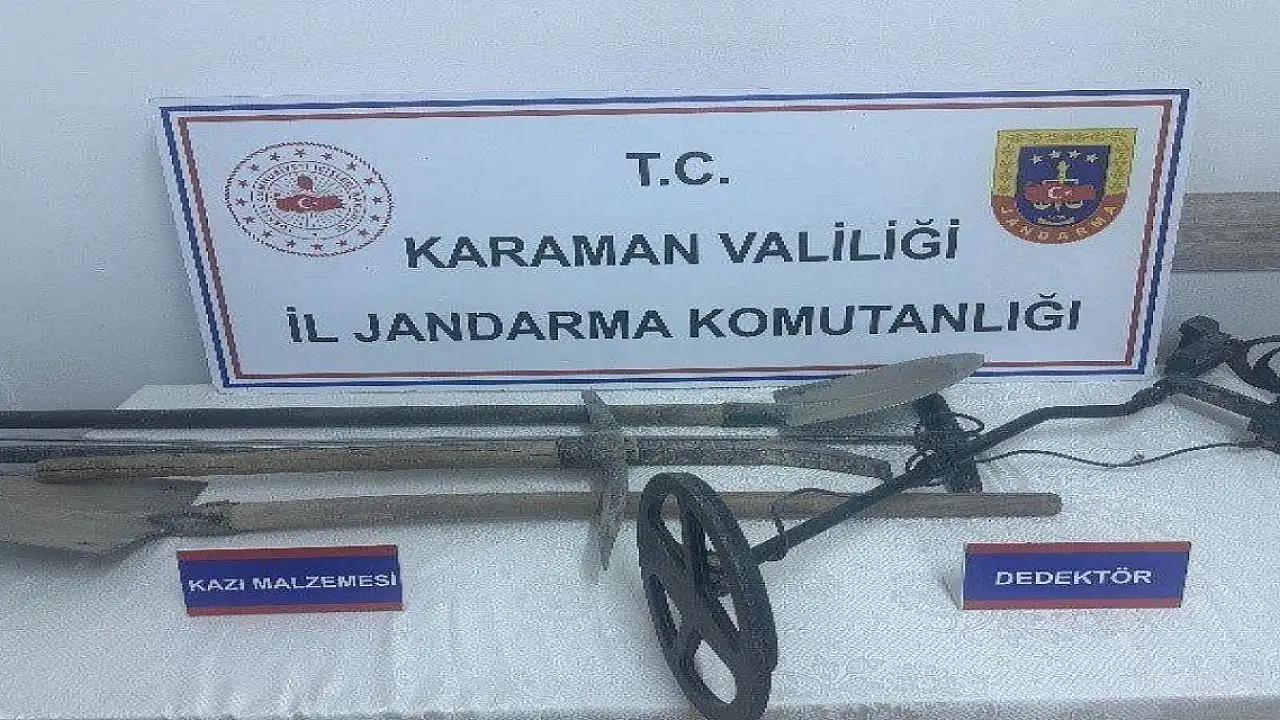 T.C.
KARAMAN VALİLİĞİ
İL JANDARMA KOMUTANLIĞI
JANDARMA
KAZI MALZEMESİ
DEDEKTÖR